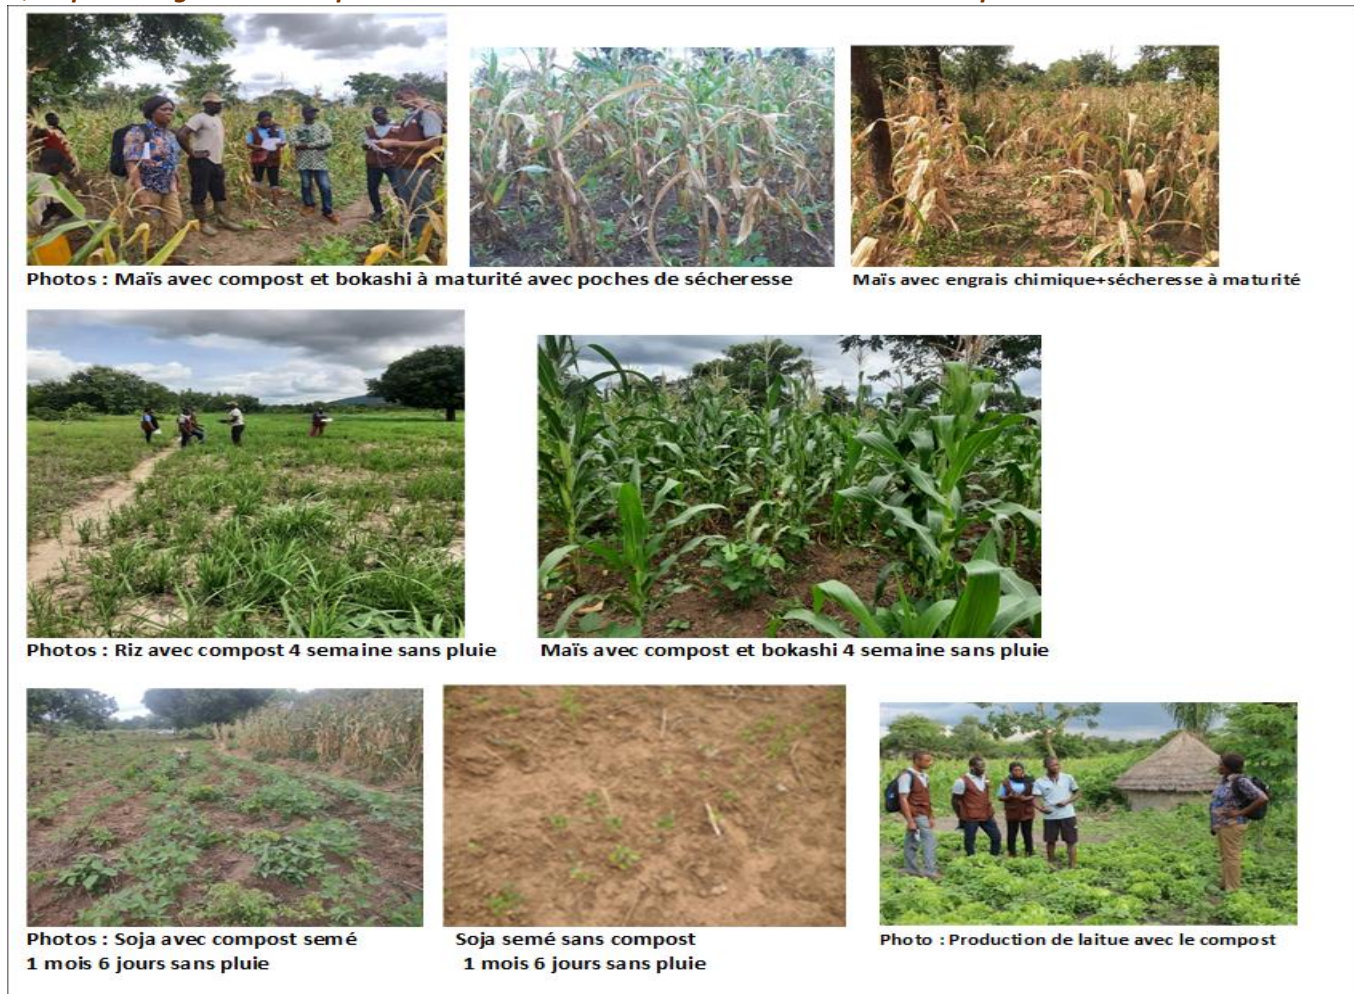 Photos : Maïs avec compost et bokashi à maturité avec poches de sécheresse
Maïs avec engrais chimique+sécheresse à maturité
Photos : Riz avec compost 4 semaine sans pluie
Maïs avec compost et bokashi 4 semaine sans pluie
Photos : Soja avec compost semé
1 mois 6 jours sans pluie
Soja semé sans compost
1 mois 6 jours sans pluie
Photo : Production de laitue avec le compost